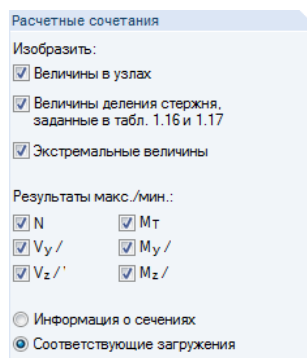 Расчетные сочетания
Изобразить:
Величины в узлах
Величины деления стержня,
заданные в табл. 1.16 и 1.17
Экстремальные величины
Результаты макс./мин.:
N Mт
Vy / My /
Vz / ' Mz /
Информация о сечениях
Соответствующие загружения